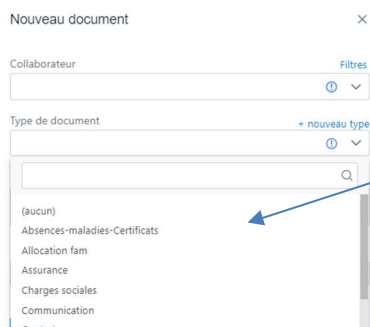 Nouveau document
Collaborateur Filtres
Type de document + nouveau type
(aucun)
Absences-maladies-Certificats
Allocation fam
Assurance
Charges sociales
Communication